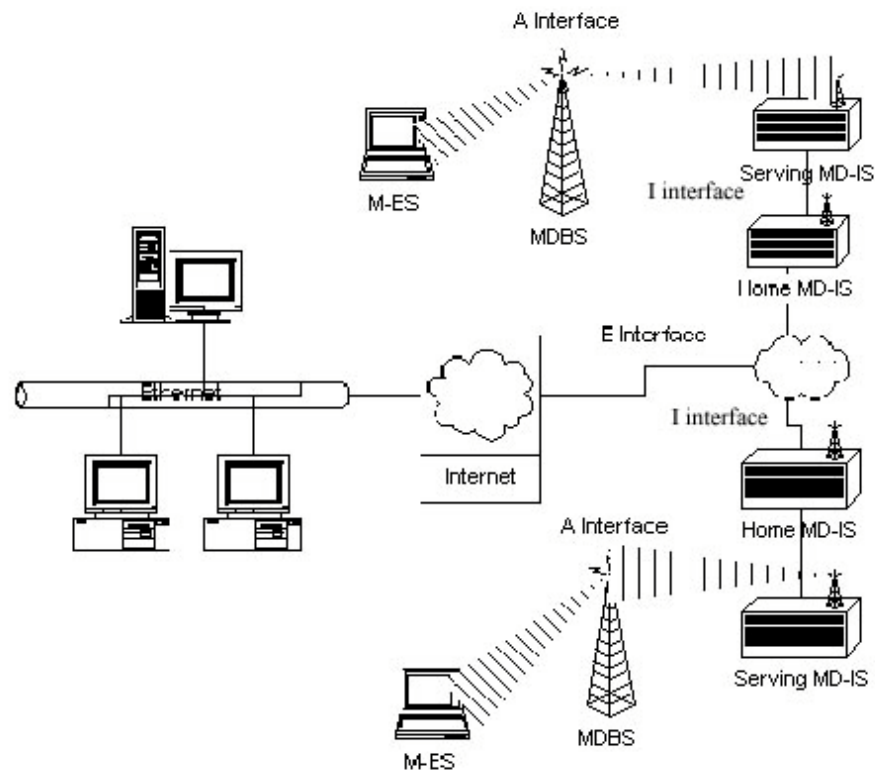 A Interface
Serving MD-IS
M-ES
I interface
MDBS
Home MD-IS
E Interface
Ethernet
I interface
Internet
A Interface
Home MD-IS
Serving MD-IS
MDBS
M-ES